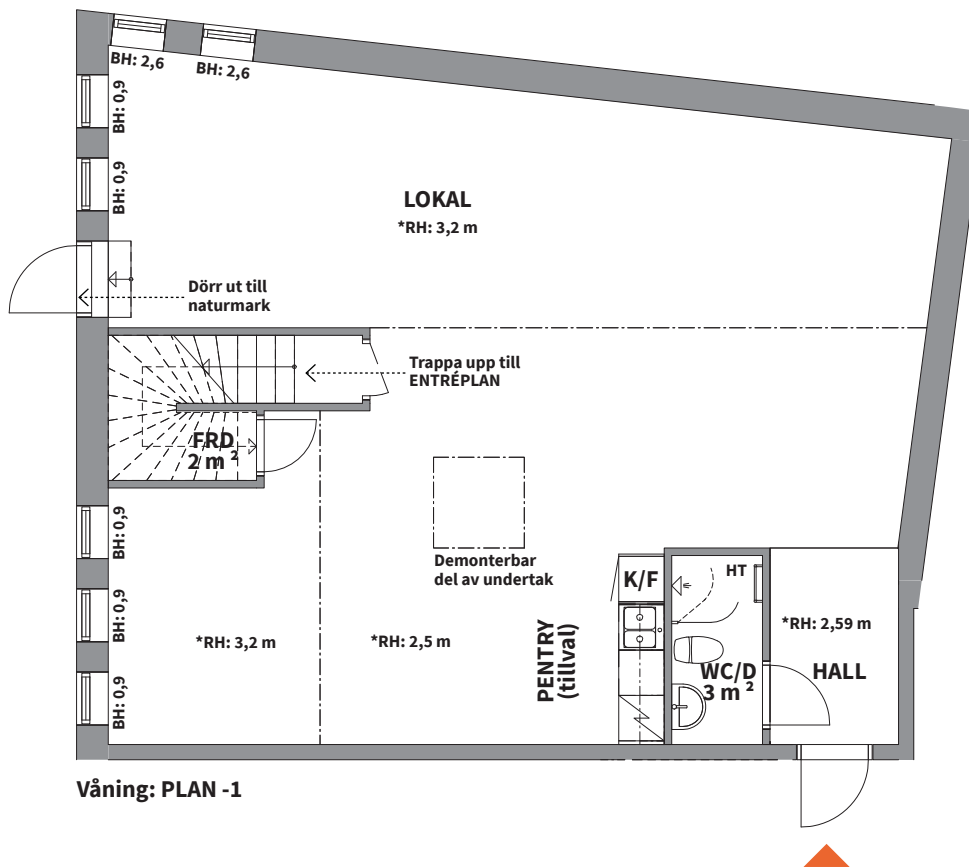 BH: 2,6
BH: 2,6
BH: 0,9
BH: 0,9
LOKAL
*RH: 3,2 m
Dörr ut till
naturmark
Trappa upp till
ENTRÉPLAN
FRD
2 m ²
BH: 0,9
BH: 0,9
BH: 0,9
Demonterbar
del av undertak
*RH: 3,2 m
*RH: 2,5 m
PENTRY
(tillval)
K/F
HT
WC/D
3 m ²
*RH: 2,59 m
HALL
Våning: PLAN -1